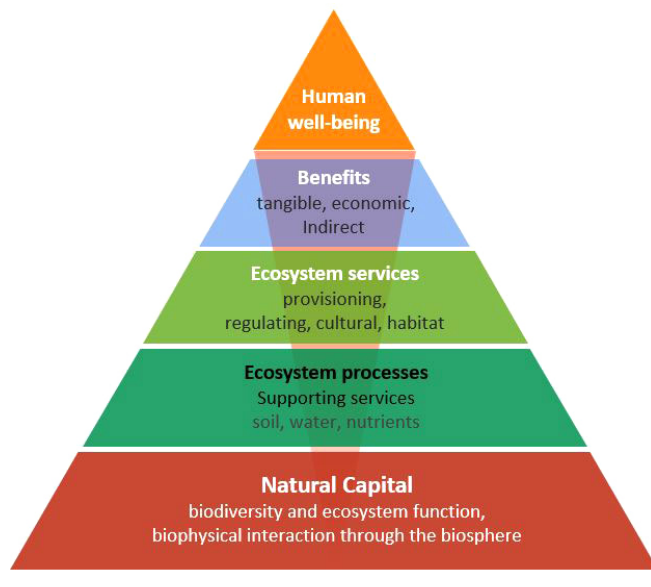 Human
well-being
Benefits
tangible, economic,
Indirect
Ecosystem services
provisioning,
regulating, cultural, habitat
Ecosystem processes
Supporting services
soil, water, nutrients
Natural Capital
biodiversity and ecosystem function,
biophysical interaction through the biosphere